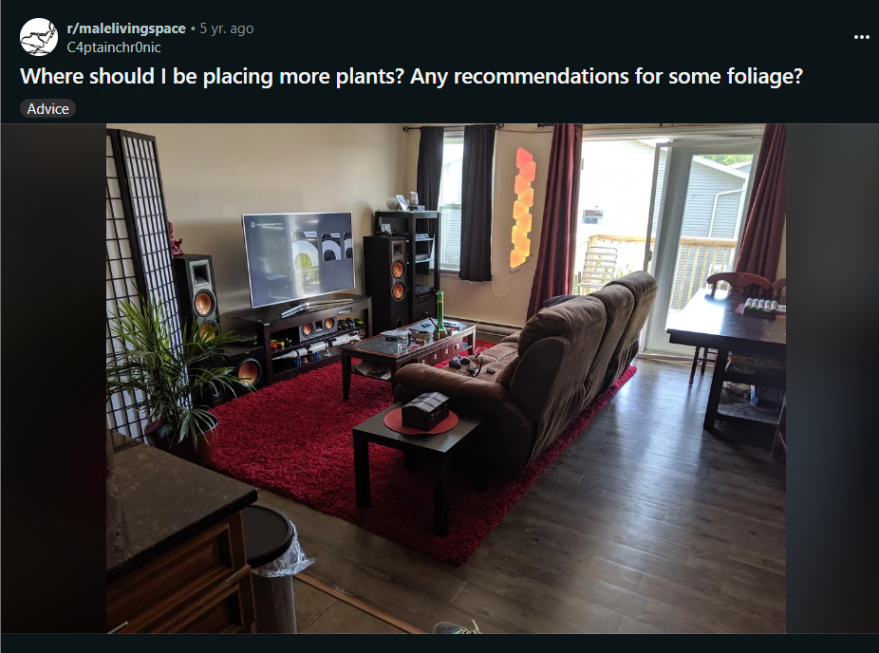 r/malelivingspace • 5 yr. ago
C4ptainchr0nic
Where should I be placing more plants? Any recommendations for some foliage?
Advice